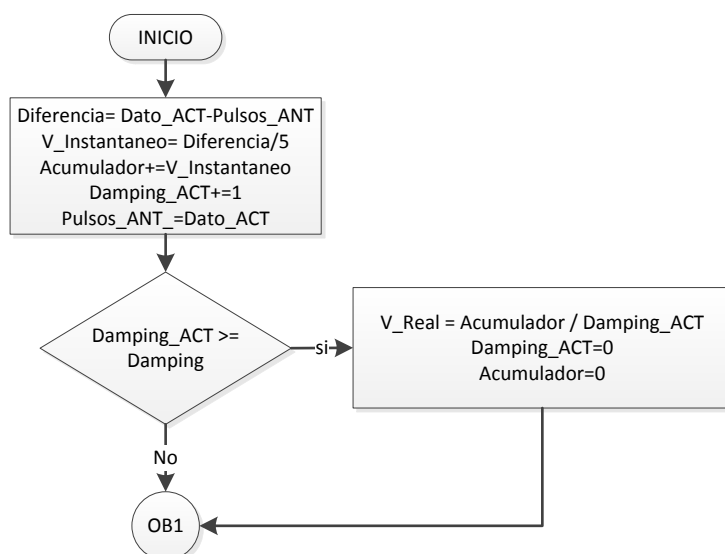 INICIO
Diferencia= Dato_ACT-Pulsos_ANT
V_Instantaneo= Diferencia/5
Acumulador+=V_Instantaneo
Damping_ACT+=1
Pulsos_ANT_=Dato_ACT
Damping_ACT >=
Damping
si
V_Real = Acumulador / Damping_ACT
Damping_ACT=0
Acumulador=0
No
OB1